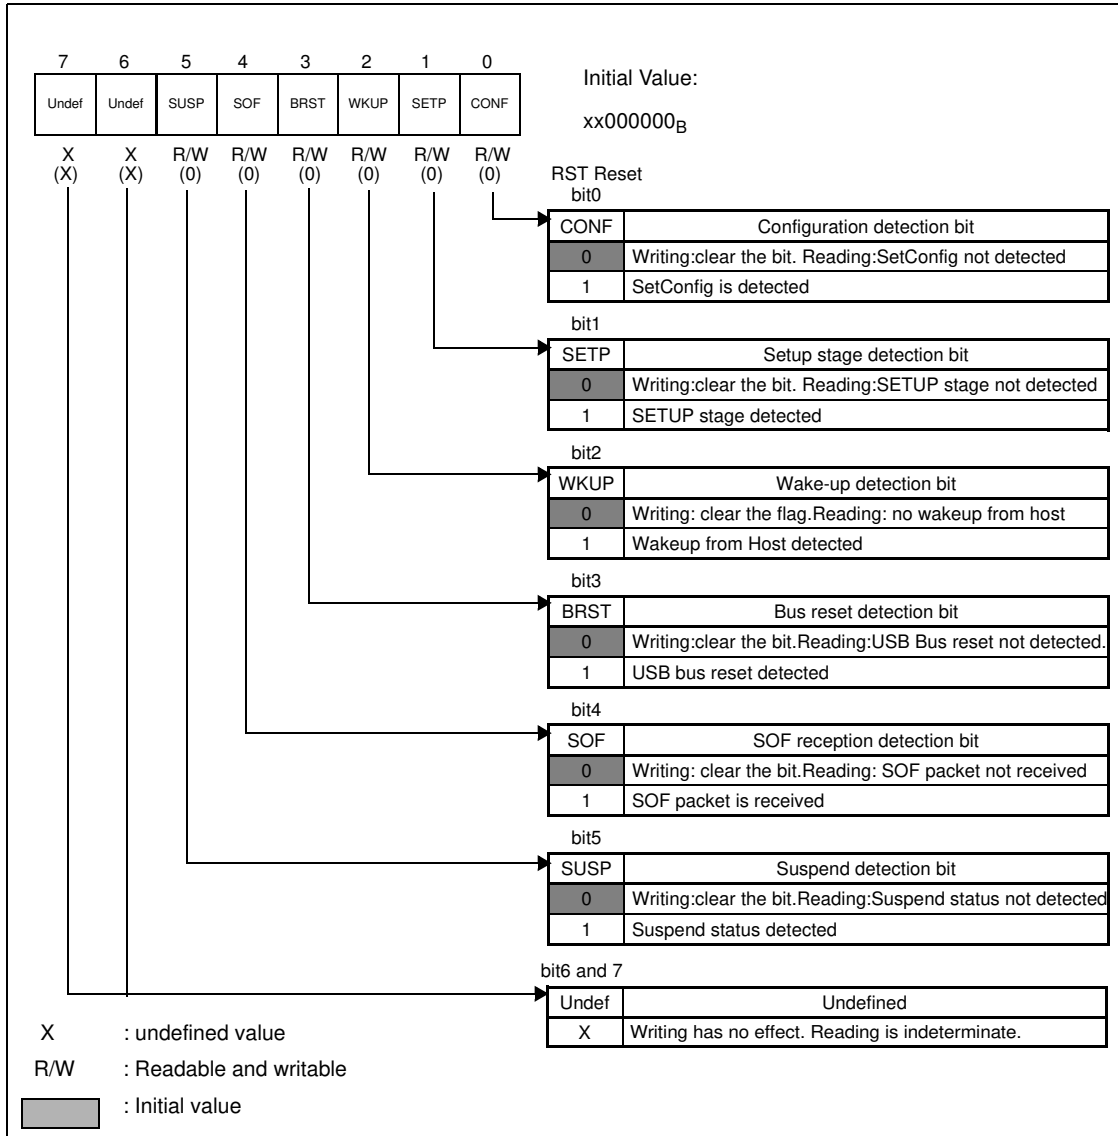 7 6 5 4 3 2 1 0
Undef Undef SUSP SOF BRST WKUP SETP CONF
Initial Value:
xx000000B
X X R/W R/W R/W R/W R/W R/W
(X) (X) (0) (0) (0) (0) (0) (0)
RST Reset
bit0
CONF Configuration detection bit
0 Writing:clear the bit. Reading:SetConfig not detected
1 SetConfig is detected
bit1
SETP Setup stage detection bit
0 Writing:clear the bit. Reading:SETUP stage not detected
1 SETUP stage detected
bit2
WKUP Wake-up detection bit
0 Writing: clear the flag.Reading: no wakeup from host
1 Wakeup from Host detected
bit3
BRST Bus reset detection bit
0 Writing:clear the bit.Reading:USB Bus reset not detected.
1 USB bus reset detected
bit4
SOF SOF reception detection bit
0 Writing: clear the bit.Reading: SOF packet not received
1 SOF packet is received
bit5
SUSP Suspend detection bit
0 Writing:clear the bit.Reading:Suspend status not detected
1 Suspend status detected
bit6 and 7
Undef Undefined
X Writing has no effect. Reading is indeterminate.
X : undefined value
R/W : Readable and writable
: Initial value